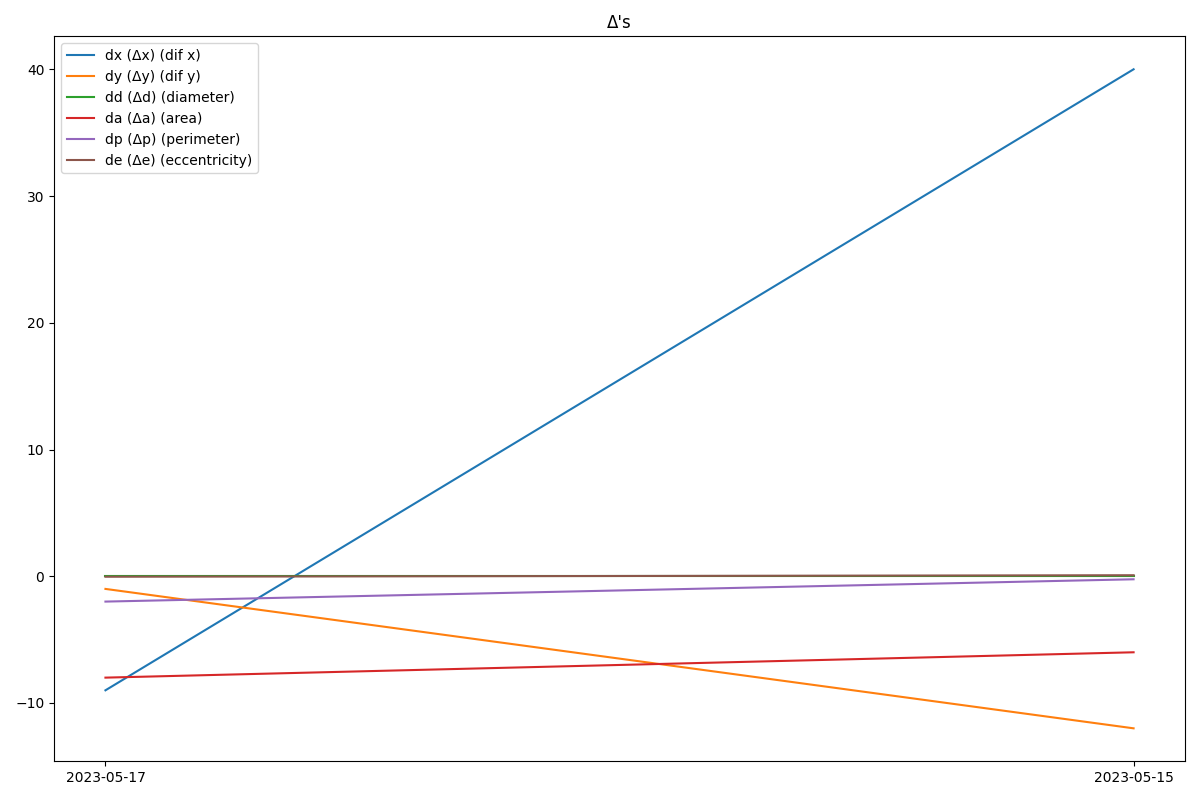 Δ's
dx (Δx) (dif x)
dy (Δy) (dif y)
dd (Δd) (diameter)
da (Δa) (area)
dp (Δp) (perimeter)
de (Δe) (eccentricity)
40
30
20
10
0
−10
2023-05-17 2023-05-15